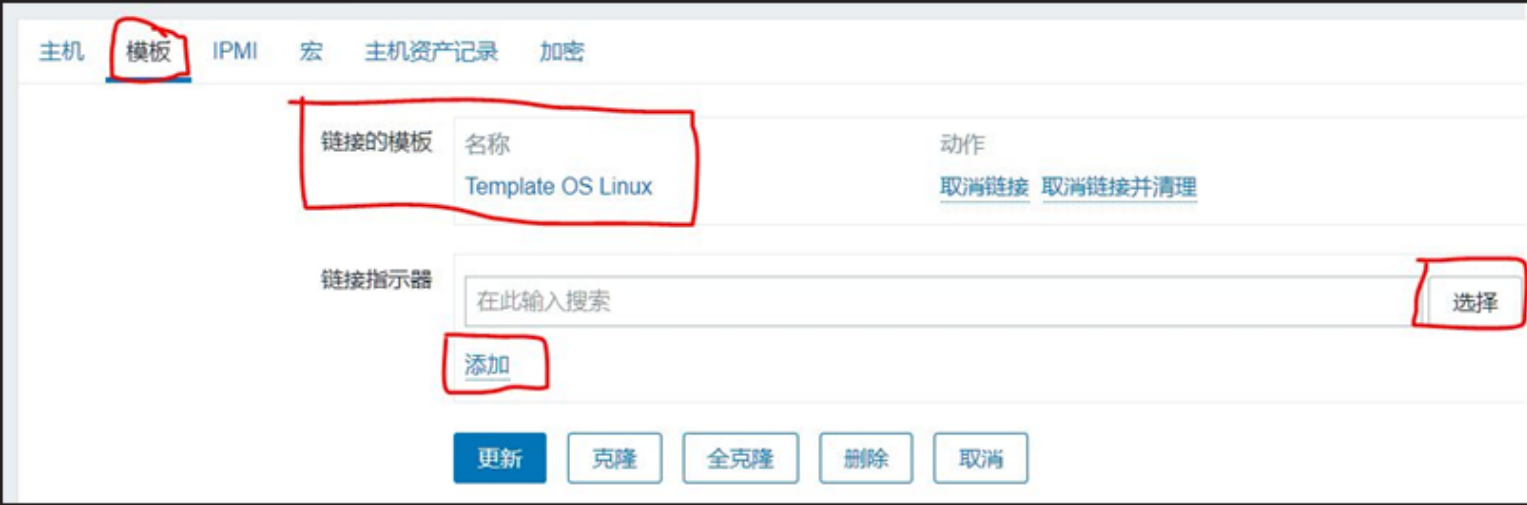 主机 模板 IPMI 宏 主机资产记录 加密
链接的模板 名称 动作
Template OS Linux 取消链接 取消链接并清理
链接指示器
在此输入搜索 选择
添加
更新 克隆 全克隆 删除 取消